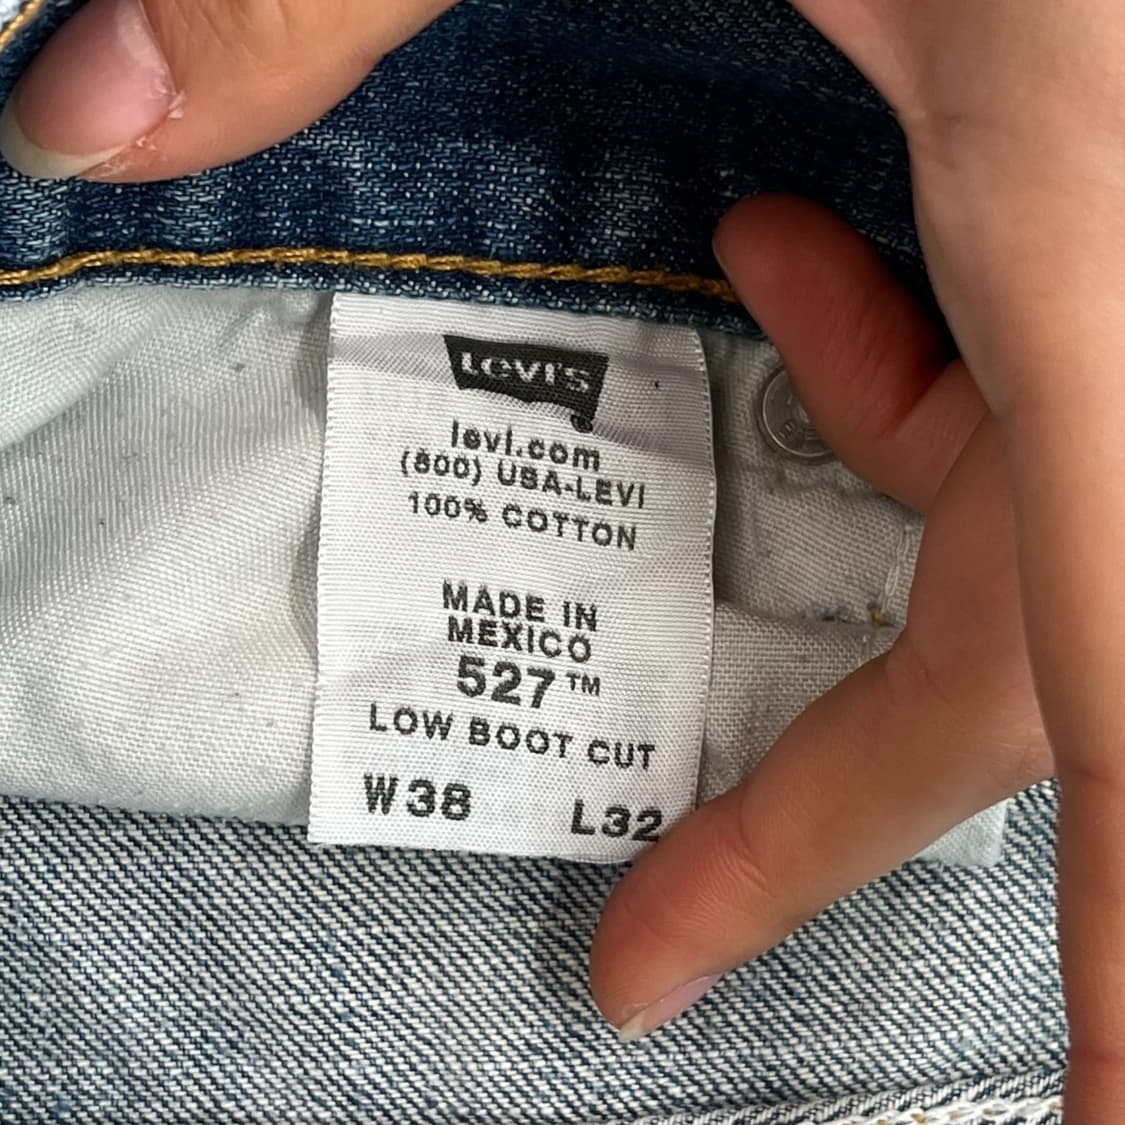 Levi's
levi.com
(800) USA-LEVI
100% COTTON
MADE IN
MEXICO
527™
LOW BOOT CUT
W38 L32